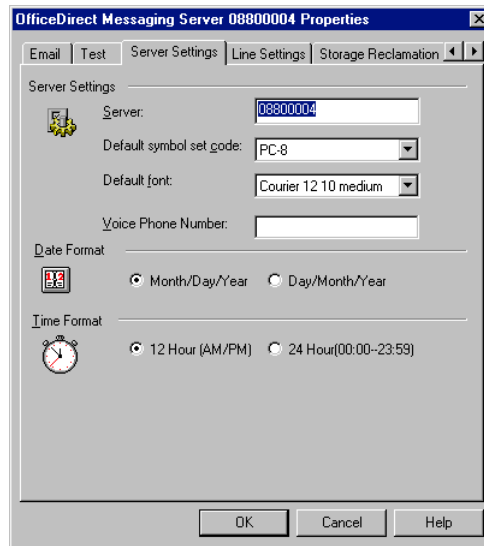 OfficeDirect Messaging Server 08800004 Properties
Email Test Server Settings Line Settings Storage Reclamation
Server Settings
Server: 08800004
Default symbol set code: PC-8
Default font: Courier 12 10 medium
Voice Phone Number:
Date Format
Month/Day/Year Day/Month/Year
Time Format
12 Hour (AM/PM) 24 Hour(00:00--23:59)
OK Cancel Help